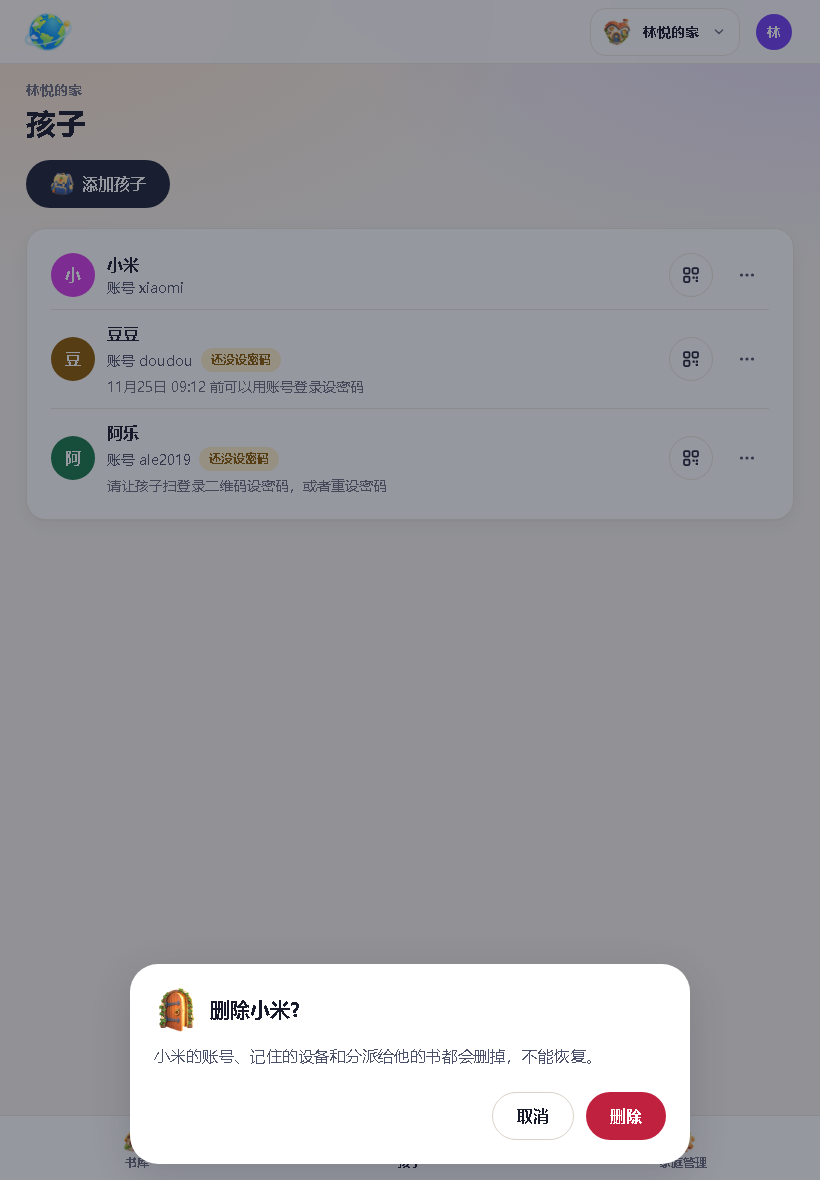 林悦的家
林
林悦的家
孩子
添加孩子
小
小米
账号 xiaomi
豆
豆豆
账号 doudou 还没设密码
11月25日 09:12 前可以用账号登录设密码
阿
阿乐
账号 ale2019 还没设密码
请让孩子扫登录二维码设密码，或者重设密码
删除小米?
小米的账号、记住的设备和分派给他的书都会删掉，不能恢复。
取消 删除
书库 孩子 家庭管理